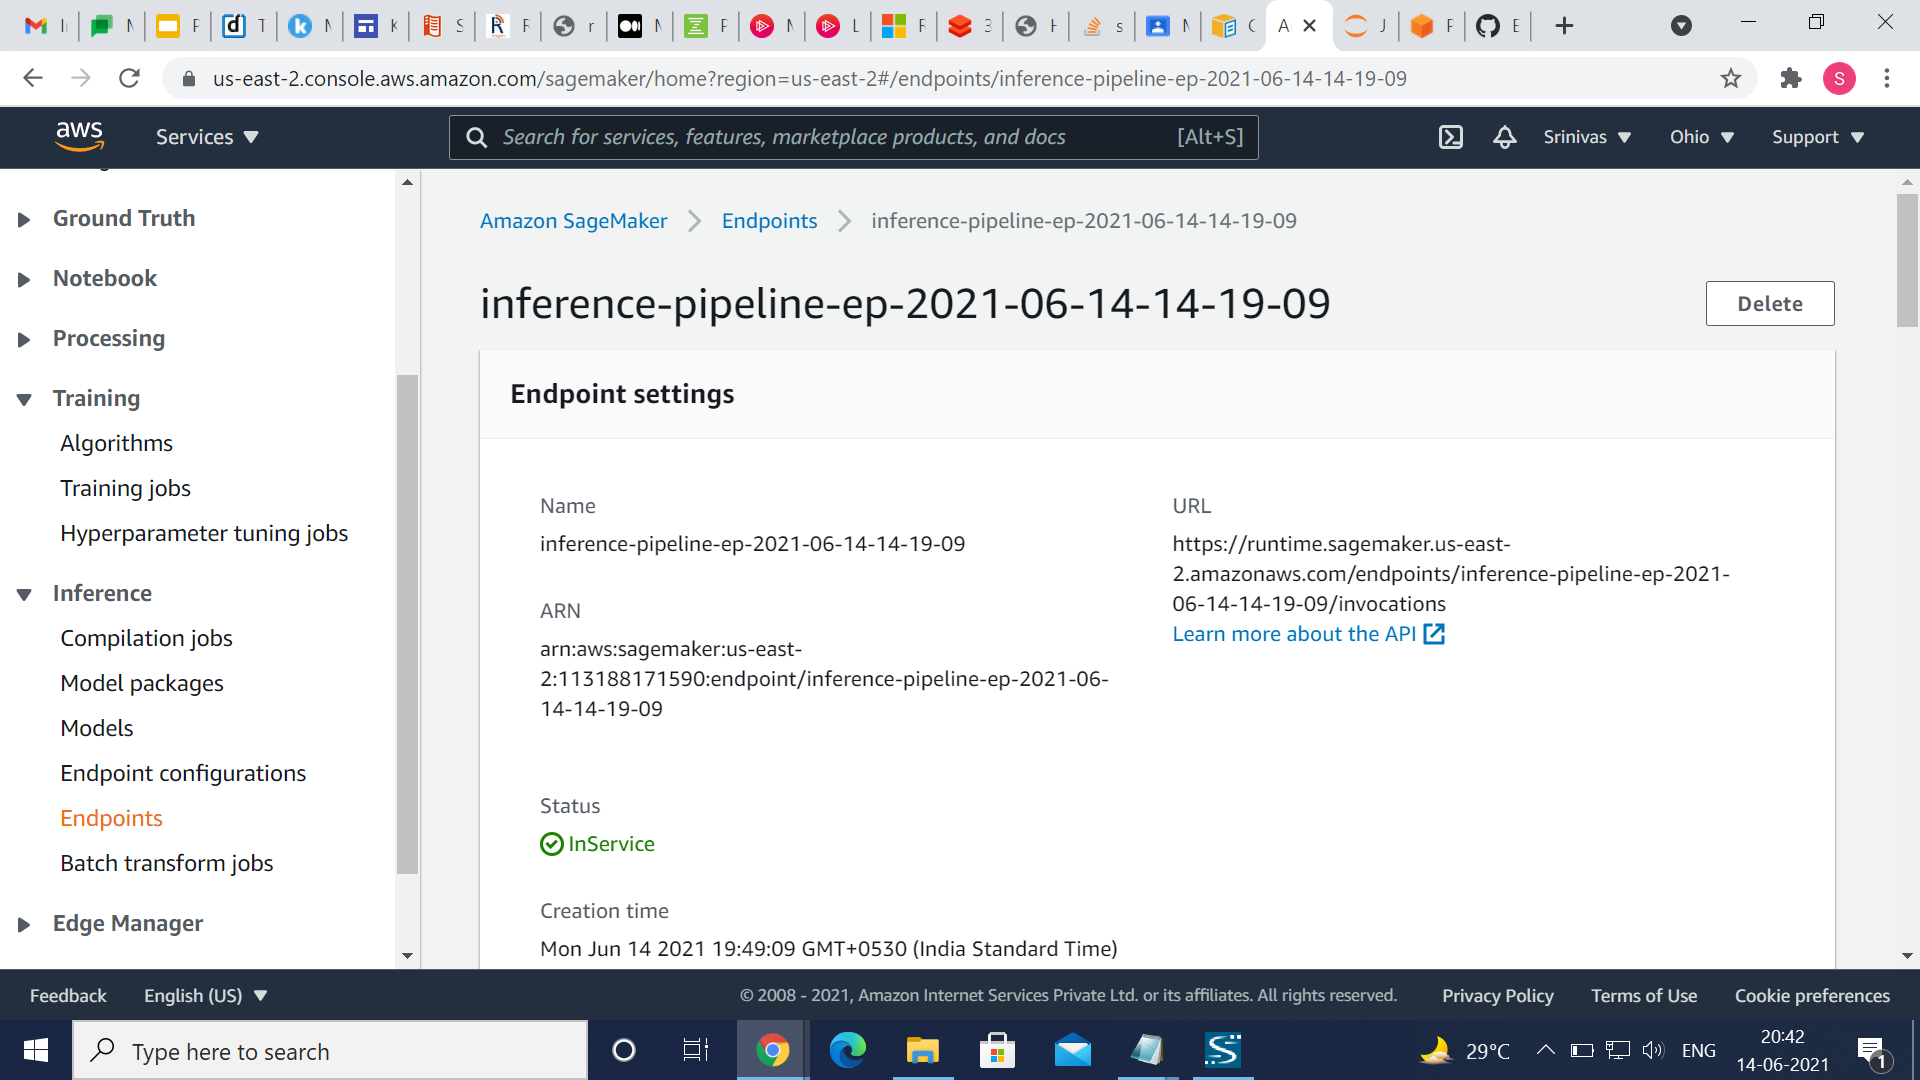 us-east-2.console.aws.amazon.com/sagemaker/home?region=us-east-2#/endpoints/inference-pipeline-ep-2021-06-14-14-19-09
S
aws
Services
Search for services, features, marketplace products, and docs
[Alt+S]
Srinivas
Ohio
Support
Ground Truth
Notebook
Processing
Training
Algorithms
Training jobs
Hyperparameter tuning jobs
Inference
Compilation jobs
Model packages
Models
Endpoint configurations
Endpoints
Batch transform jobs
Edge Manager
Amazon SageMaker
Endpoints
inference-pipeline-ep-2021-06-14-14-19-09
inference-pipeline-ep-2021-06-14-14-19-09
Delete
Endpoint settings
Name
inference-pipeline-ep-2021-06-14-14-19-09
ARN
arn:aws:sagemaker:us-east-
2:113188171590:endpoint/inference-pipeline-ep-2021-06-
14-14-19-09
Status
InService
Creation time
Mon Jun 14 2021 19:49:09 GMT+0530 (India Standard Time)
URL
https://runtime.sagemaker.us-east-
2.amazonaws.com/endpoints/inference-pipeline-ep-2021-
06-14-14-19-09/invocations
Learn more about the API
Feedback
English (US)
© 2008 - 2021, Amazon Internet Services Private Ltd. or its affiliates. All rights reserved.
Privacy Policy
Terms of Use
Cookie preferences
Type here to search
29°C
ENG
20:42
14-06-2021
1